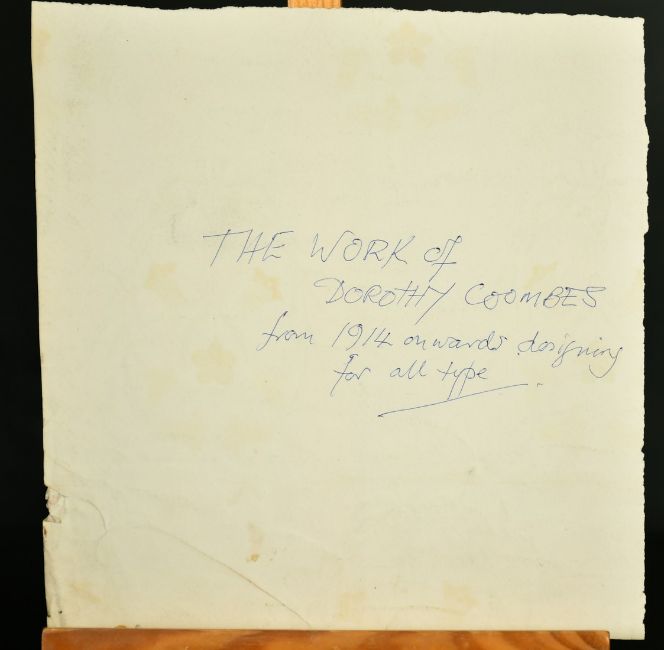 THE WORK of
DOROTHY COOMBES
from 1914 onwards designing
for all type.